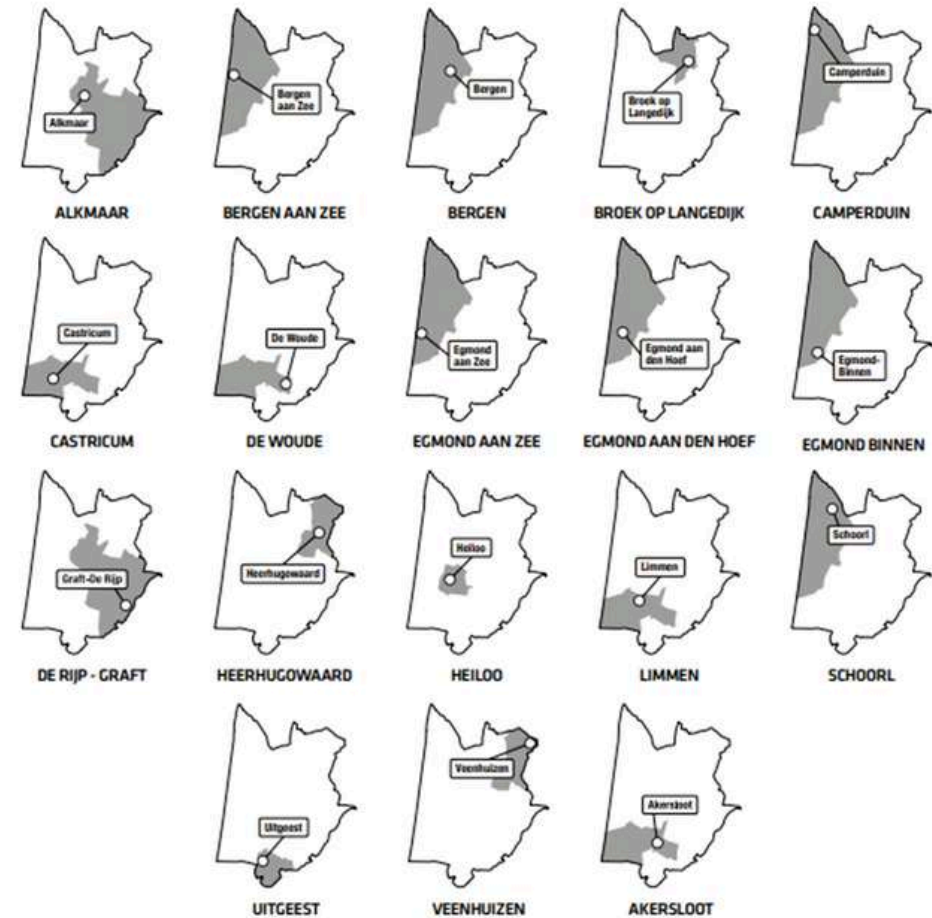 Alkmaar
ALKMAAR
Bergen
aan Zee
BERGEN AAN ZEE
Bergen
BERGEN
Broek op
Langedijk
BROEK OP LANGEDIJK
Camperduin
CAMPERDUIN
Castricum
CASTRICUM
De Woude
DE WOUDE
Egmond
aan Zee
EGMOND AAN ZEE
Egmond aan
den Hoef
EGMOND AAN DEN HOEF
Egmond-
Binnen
EGMOND BINNEN
Graft-De Rijp
DE RIJP - GRAFT
Heerhugowaard
HEERHUGOWAARD
Heiloo
HEILOO
Limmen
LIMMEN
Schoorl
SCHOORL
Uitgeest
UITGEEST
Veenhuizen
VEENHUIZEN
Akersloot
AKERSLOOT